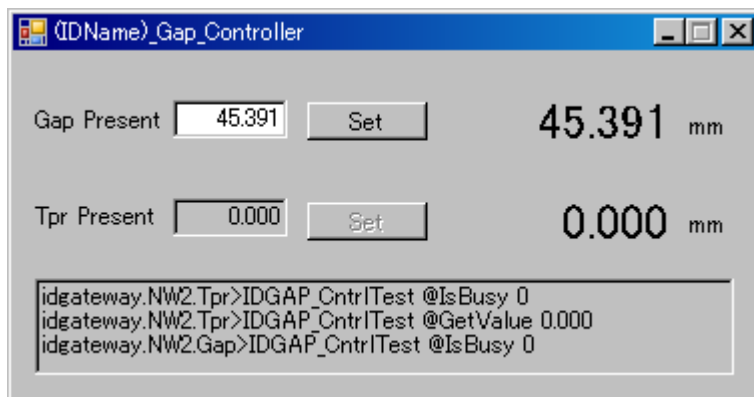 (IDName)_Gap_Controller
Gap Present 45.391 Set 45.391 mm
Tpr Present 0.000 Set 0.000 mm
idgateway.NW2.Tpr>IDGAP_CntrlTest @IsBusy 0
idgateway.NW2.Tpr>IDGAP_CntrlTest @GetValue 0.000
idgateway.NW2.Gap>IDGAP_CntrlTest @IsBusy 0